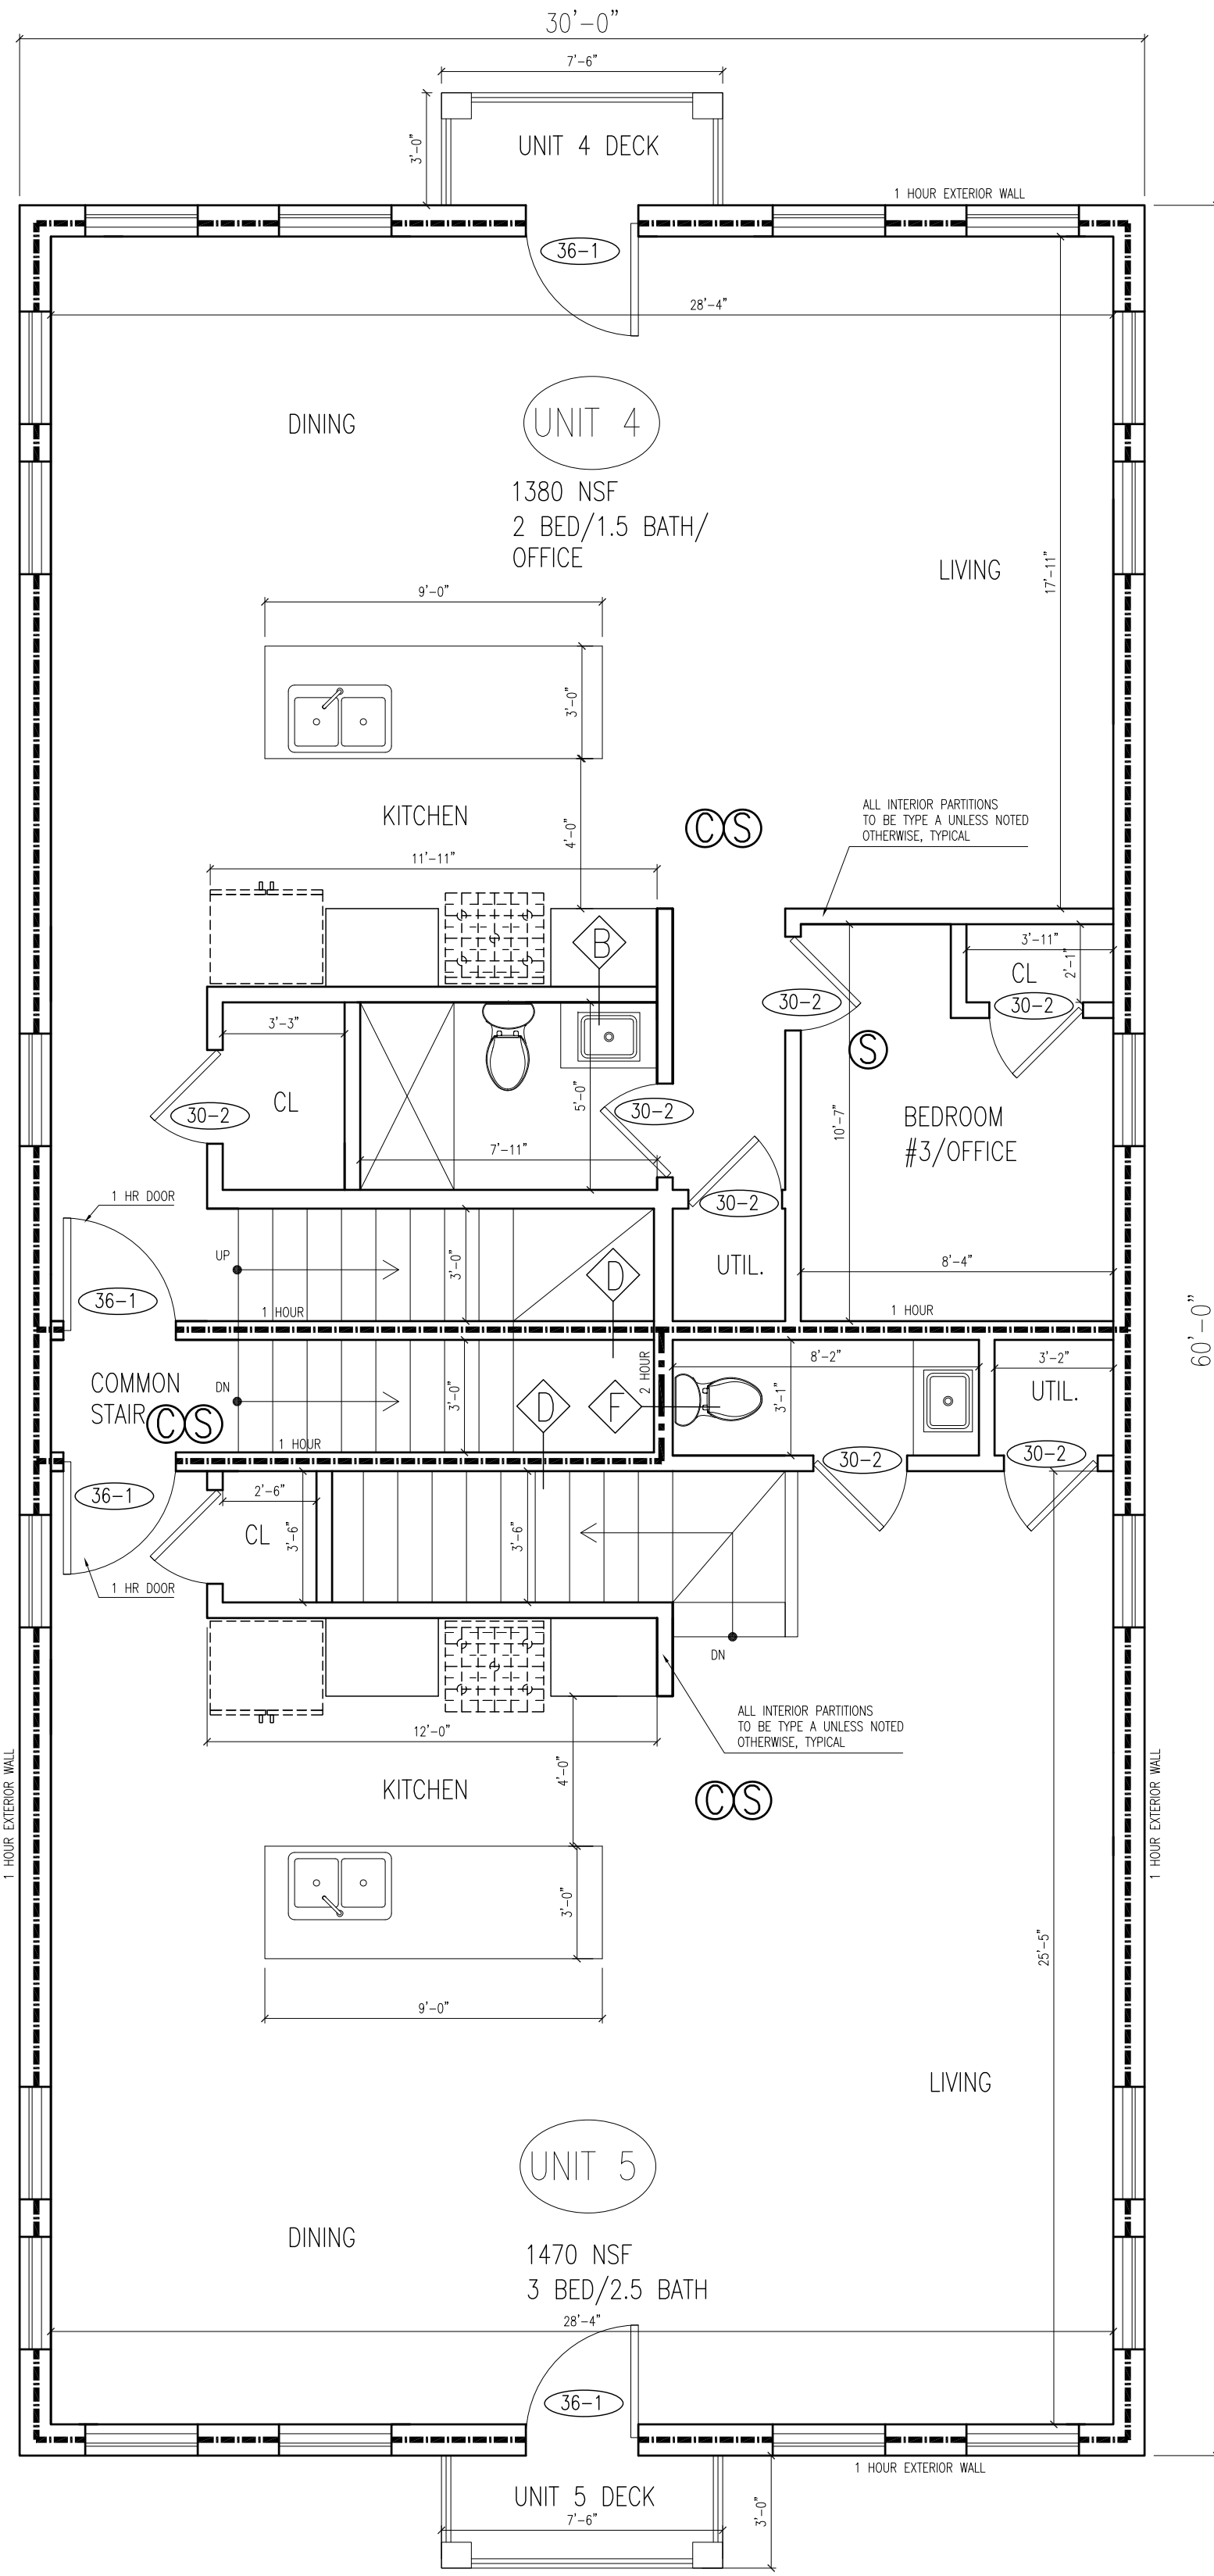 30'-0"
7'-6"
3'-0"
UNIT 4 DECK
1 HOUR EXTERIOR WALL
36-1
28'-4"
DINING
UNIT 4
1380 NSF
2 BED/1.5 BATH/
OFFICE
LIVING
17'-11"
9'-0"
3'-0"
KITCHEN
4'-0"
C S
ALL INTERIOR PARTITIONS
TO BE TYPE A UNLESS NOTED
OTHERWISE, TYPICAL
11'-11"
B
3'-11"
CL
2'-1"
30-2
30-2
3'-3"
S
CL
5'-0"
30-2
30-2
10'-7"
BEDROOM
#3/OFFICE
7'-11"
1 HR DOOR
30-2
UP
3'-0"
D
UTIL.
8'-4"
36-1
1 HOUR
1 HOUR
60'-0"
COMMON
STAIR
C S
DN
3'-0"
2 HOUR
8'-2"
3'-1"
3'-2"
UTIL.
D
F
1 HOUR
30-2
30-2
36-1
2'-6"
CL
3'-6"
3'-6"
1 HR DOOR
DN
ALL INTERIOR PARTITIONS
TO BE TYPE A UNLESS NOTED
OTHERWISE, TYPICAL
12'-0"
4'-0"
KITCHEN
C S
1 HOUR EXTERIOR WALL
1 HOUR EXTERIOR WALL
3'-0"
25'-5"
9'-0"
LIVING
UNIT 5
DINING
1470 NSF
3 BED/2.5 BATH
28'-4"
36-1
1 HOUR EXTERIOR WALL
UNIT 5 DECK
7'-6"
3'-0"